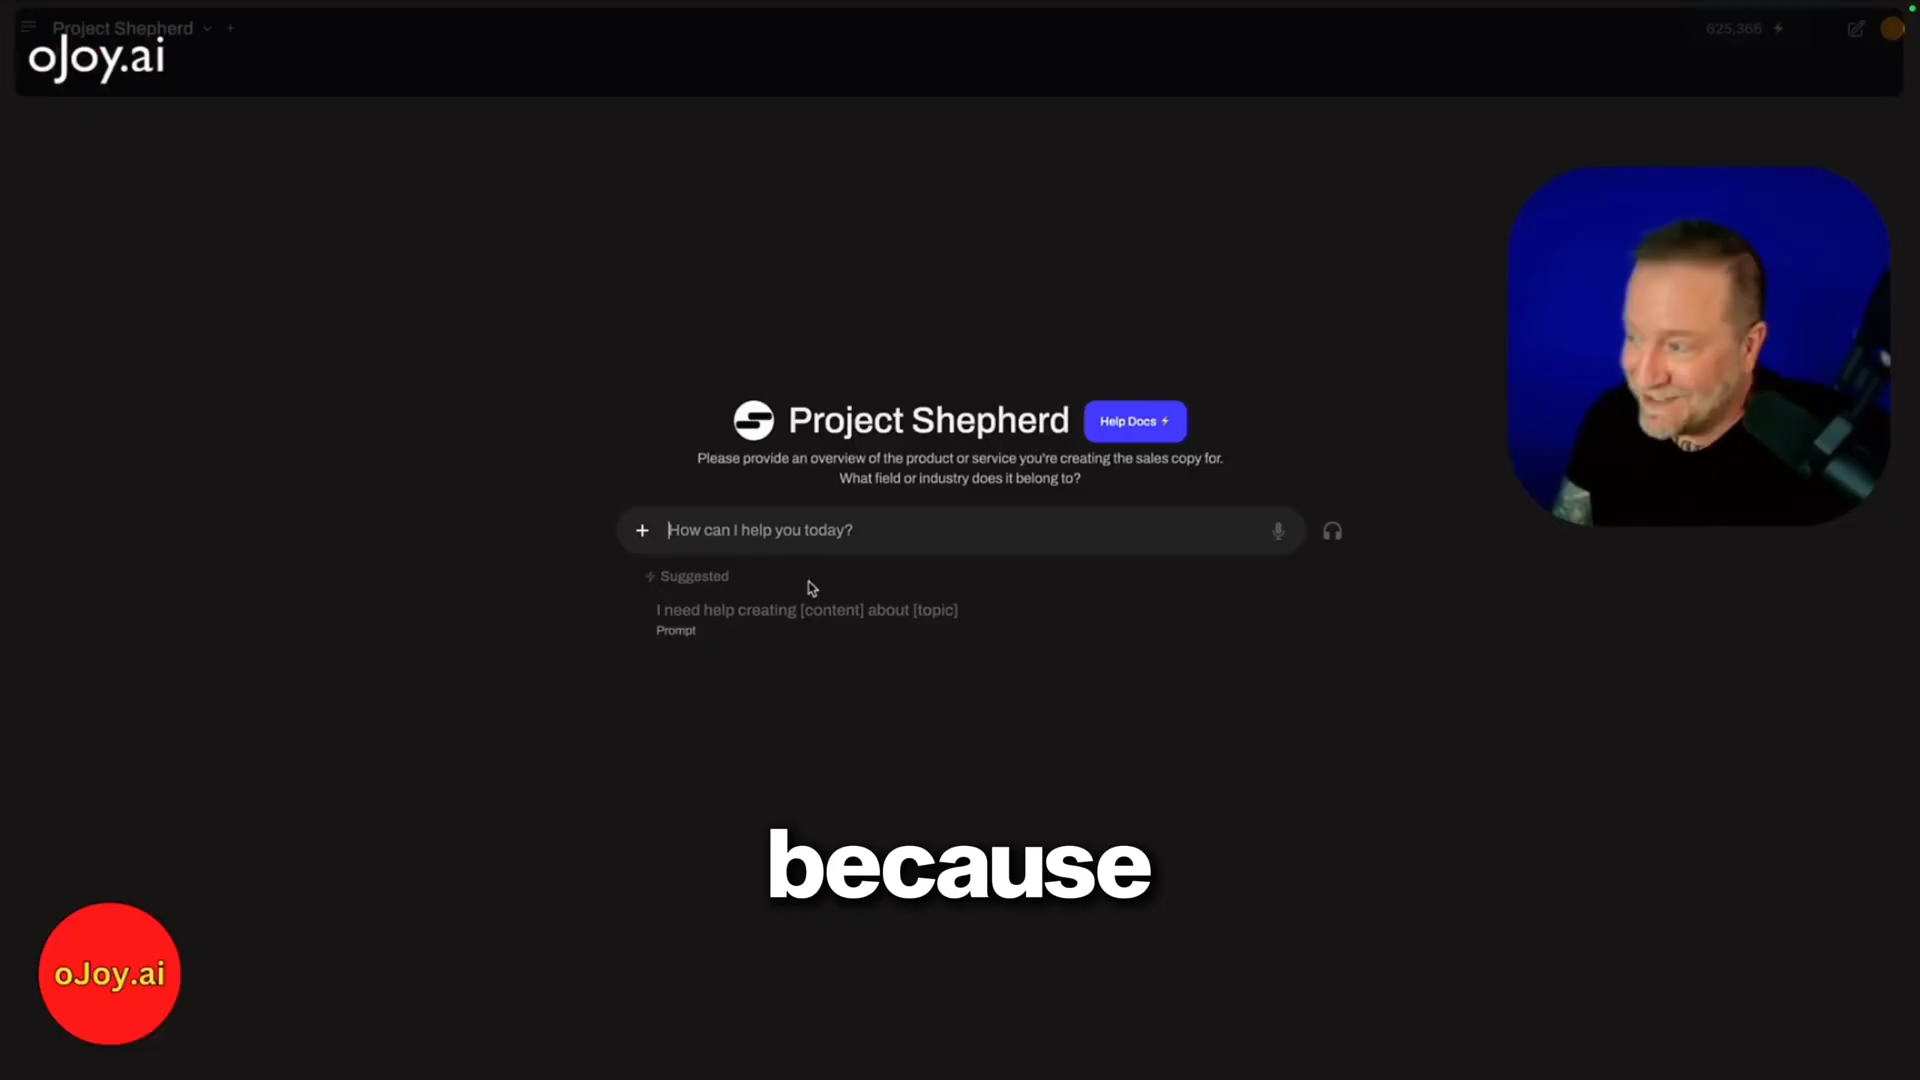 Project Shepherd
625,366
oJoy.ai
Project Shepherd
Help Docs
Please provide an overview of the product or service you're creating the sales copy for.
What field or industry does it belong to?
How can I help you today?
Suggested
I need help creating [content] about [topic]
Prompt
because
oJoy.ai